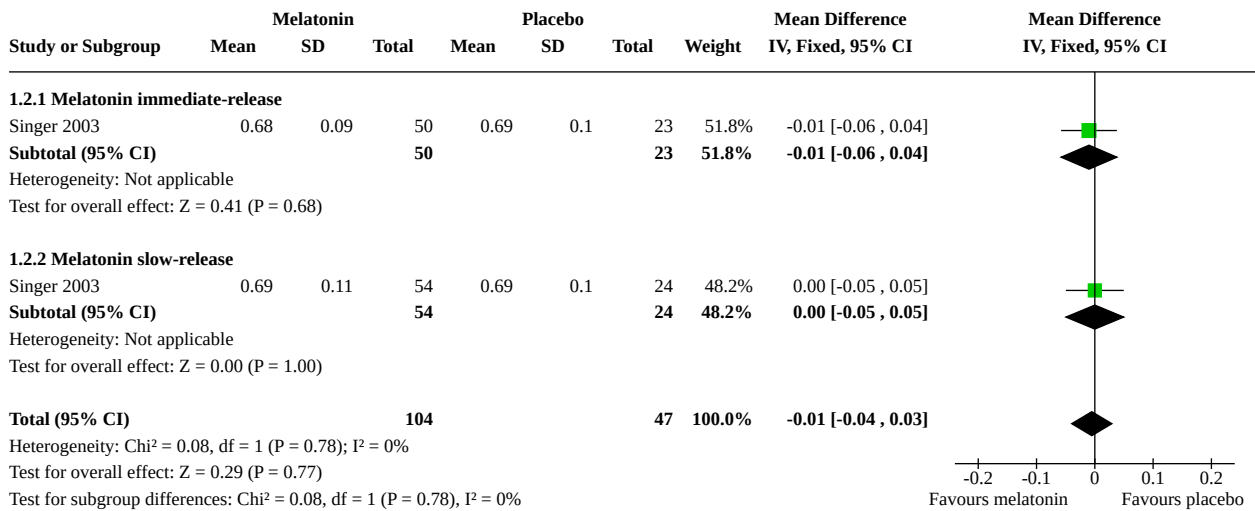 Melatonin Placebo Mean Difference Mean Difference
Study or Subgroup Mean SD Total Mean SD Total Weight IV, Fixed, 95% CI IV, Fixed, 95% CI
1.2.1 Melatonin immediate-release
Singer 2003 0.68 0.09 50 0.69 0.1 23 51.8% -0.01 [-0.06 , 0.04]
Subtotal (95% CI) 50 23 51.8% -0.01 [-0.06 , 0.04]
Heterogeneity: Not applicable
Test for overall effect: Z = 0.41 (P = 0.68)
1.2.2 Melatonin slow-release
Singer 2003 0.69 0.11 54 0.69 0.1 24 48.2% 0.00 [-0.05 , 0.05]
Subtotal (95% CI) 54 24 48.2% 0.00 [-0.05 , 0.05]
Heterogeneity: Not applicable
Test for overall effect: Z = 0.00 (P = 1.00)
Total (95% CI) 104 47 100.0% -0.01 [-0.04 , 0.03]
Heterogeneity: Chi² = 0.08, df = 1 (P = 0.78); I² = 0%
Test for overall effect: Z = 0.29 (P = 0.77)
-0.2 -0.1 0 0.1 0.2
Test for subgroup differences: Chi² = 0.08, df = 1 (P = 0.78), I² = 0%
Favours melatonin Favours placebo